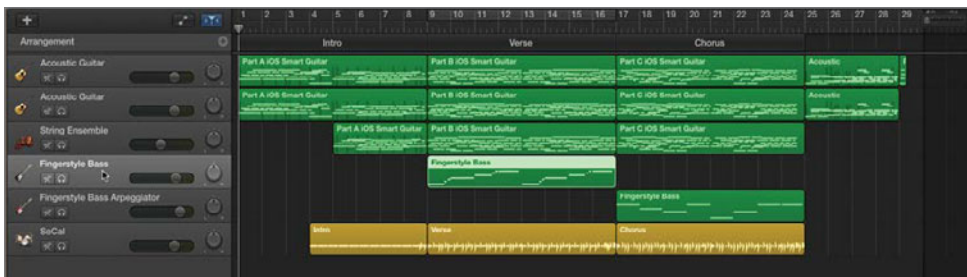 1 2 3 4 5 6 7 8 9 10 11 12 13 14 15 16 17 18 19 20 21 22 23 24 25 26 27 28 29
Arrangement Intro Verse Chorus
Acoustic Guitar
Part A iOS Smart Guitar Part B iOS Smart Guitar Part C iOS Smart Guitar Acoustic
Acoustic Guitar
Part A iOS Smart Guitar Part B iOS Smart Guitar Part C iOS Smart Guitar Acoustic
String Ensemble
Part A iOS Smart Guitar Part B iOS Smart Guitar Part C iOS Smart Guitar
Fingerstyle Bass
Fingerstyle Bass
Fingerstyle Bass Arpeggiator
Fingerstyle Bass
SoCal
Intro Verse Chorus